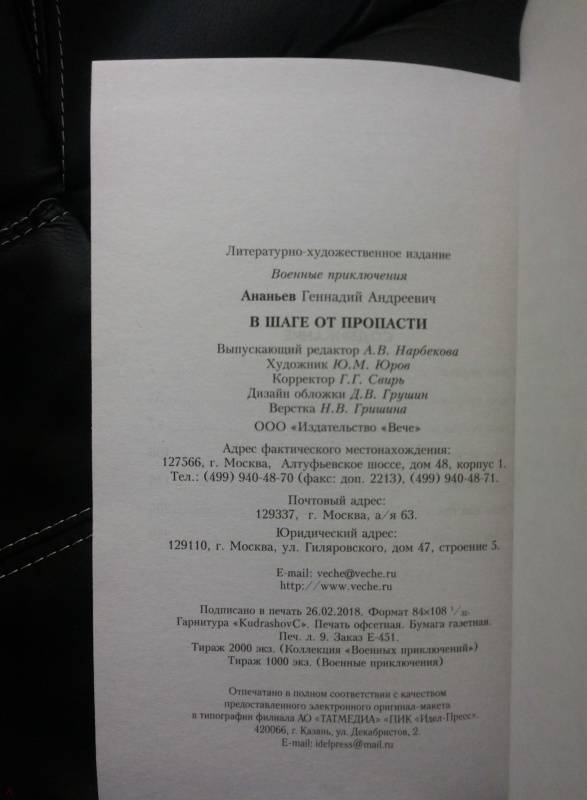 Литературно-художественное издание
Военные приключения
Ананьев Геннадий Андреевич
В ШАГЕ ОТ ПРОПАСТИ
Выпускающий редактор А.В. Нарбекова
Художник Ю.М. Юров
Корректор Г.Г. Свирь
Дизайн обложки Д.В. Грушин
Верстка Н.В. Гришина
ООО «Издательство «Вече»
Адрес фактического местонахождения:
127566, г. Москва, Алтуфьевское шоссе, дом 48, корпус 1.
Тел.: (499) 940-48-70 (факс: доп. 2213), (499) 940-48-71.
Почтовый адрес:
129337, г. Москва, а/я 63.
Юридический адрес:
129110, г. Москва, ул. Гиляровского, дом 47, строение 5.
E-mail: veche@veche.ru
http://www.veche.ru
Подписано в печать 26.02.2018. Формат 84×108 1/32.
Гарнитура «KudrashovC». Печать офсетная. Бумага газетная.
Печ. л. 9. Заказ Е-451.
Тираж 2000 экз. (Коллекция «Военных приключений»)
Тираж 1000 экз. (Военные приключения)
Отпечатано в полном соответствии с качеством
предоставленного электронного оригинал-макета
в типографии филиала АО «ТАТМЕДИА» «ПИК «Идел-Пресс».
420066, г. Казань, ул. Декабристов, 2.
E-mail: idelpress@mail.ru